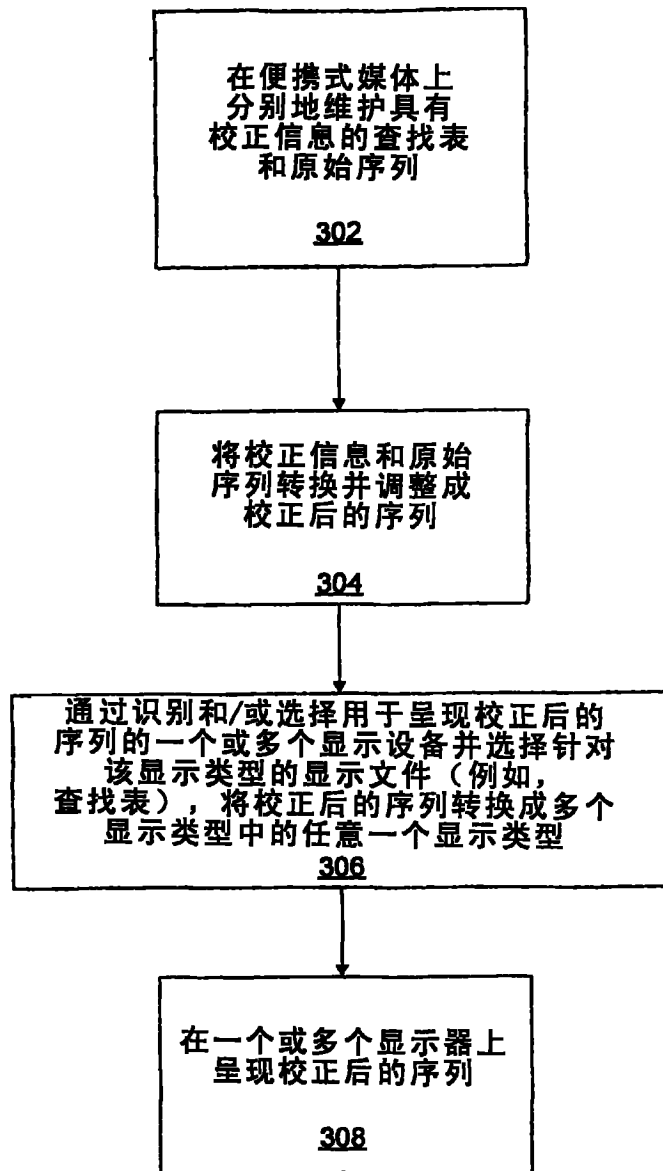 在便携式媒体上
分别地维护具有
校正信息的查找表
和原始序列
302
将校正信息和原始
序列转换并调整成
校正后的序列
304
通过识别和/或选择用于呈现校正后的
序列的一个或多个显示设备并选择针对
该显示类型的显示文件（例如，
查找表），将校正后的序列转换成多个
显示类型中的任意一个显示类型
306
在一个或多个显示器上
呈现校正后的序列
308